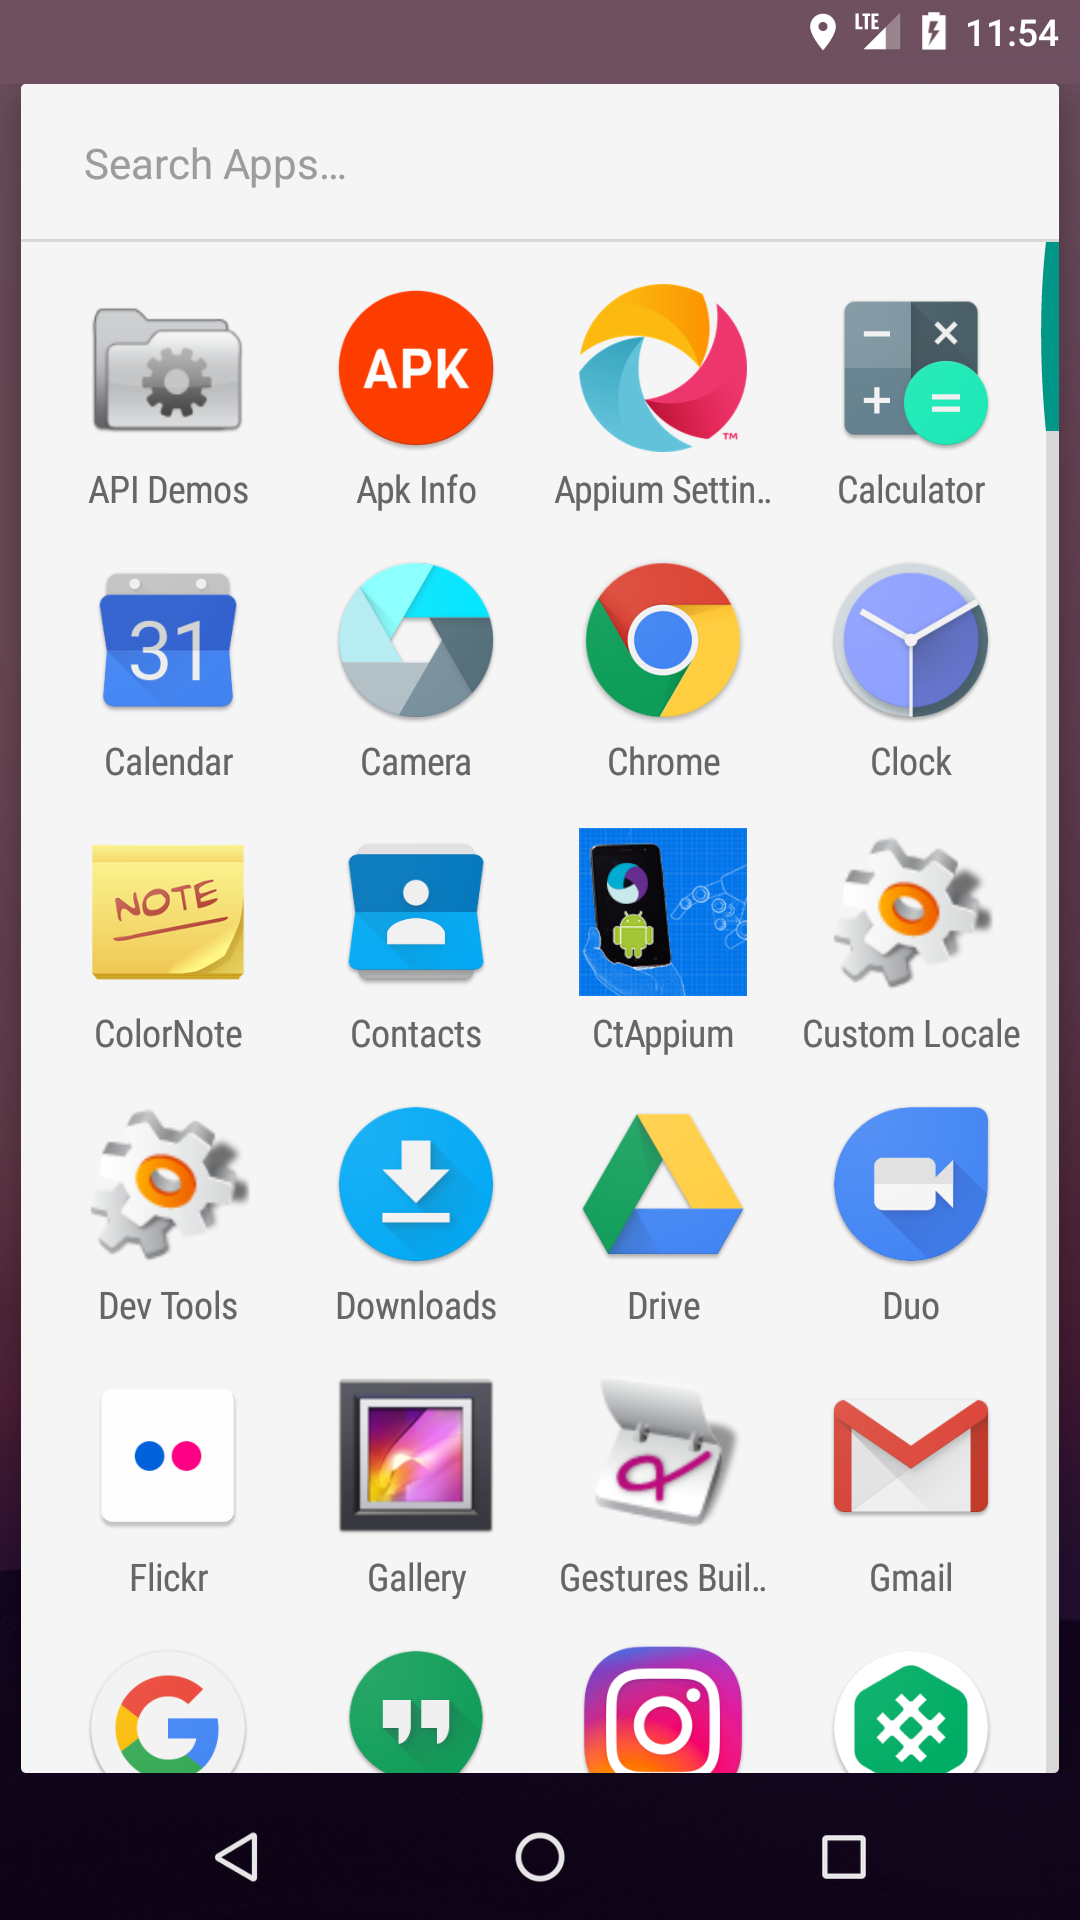 LTE 11:54
Search Apps...
APK
TM
API Demos Apk Info Appium Settin.. Calculator
31
Calendar Camera Chrome Clock
NOTE
ColorNote Contacts CtAppium Custom Locale
Dev Tools Downloads Drive Duo
Flickr Gallery Gestures Buil.. Gmail